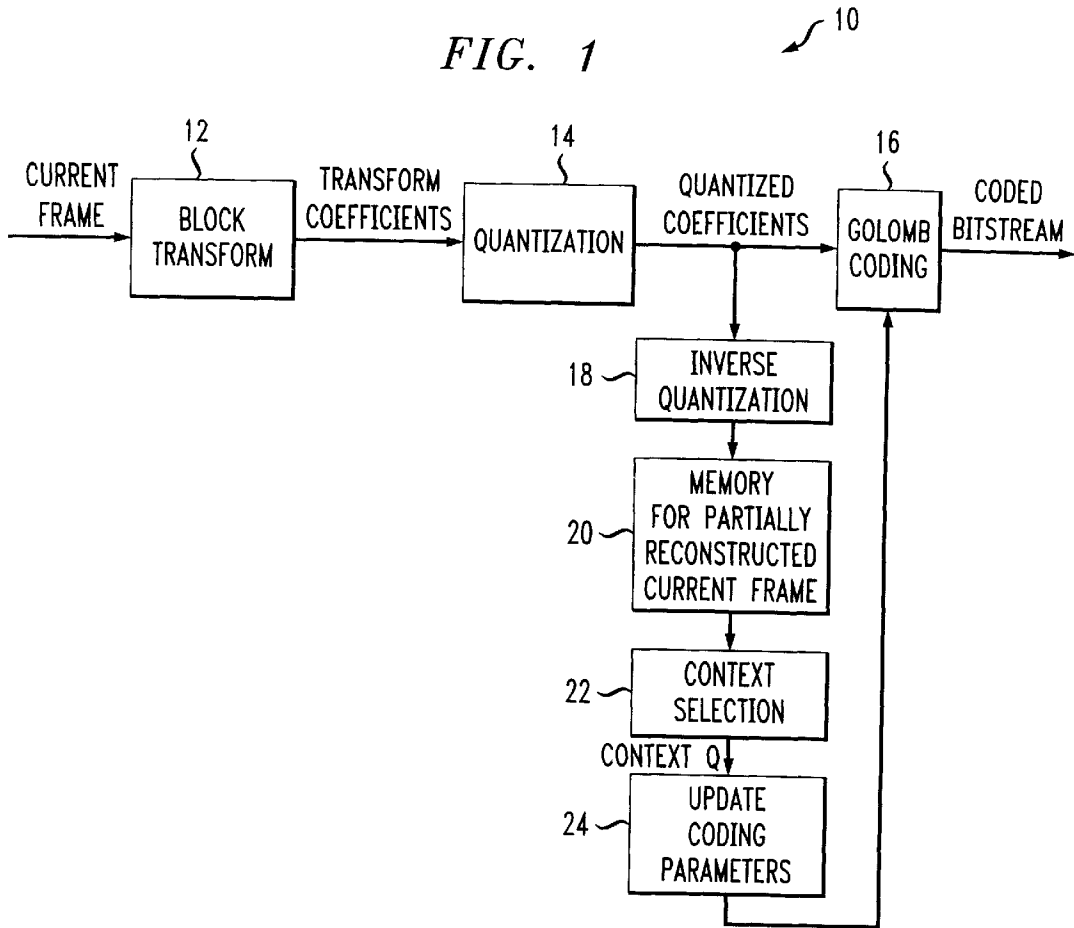 FIG. 1
10
12
14
16
CURRENT
FRAME
BLOCK
TRANSFORM
TRANSFORM
COEFFICIENTS
QUANTIZATION
QUANTIZED
COEFFICIENTS
GOLOMB
CODING
CODED
BITSTREAM
18
INVERSE
QUANTIZATION
20
MEMORY
FOR PARTIALLY
RECONSTRUCTED
CURRENT FRAME
22
CONTEXT
SELECTION
CONTEXT Q
24
UPDATE
CODING
PARAMETERS